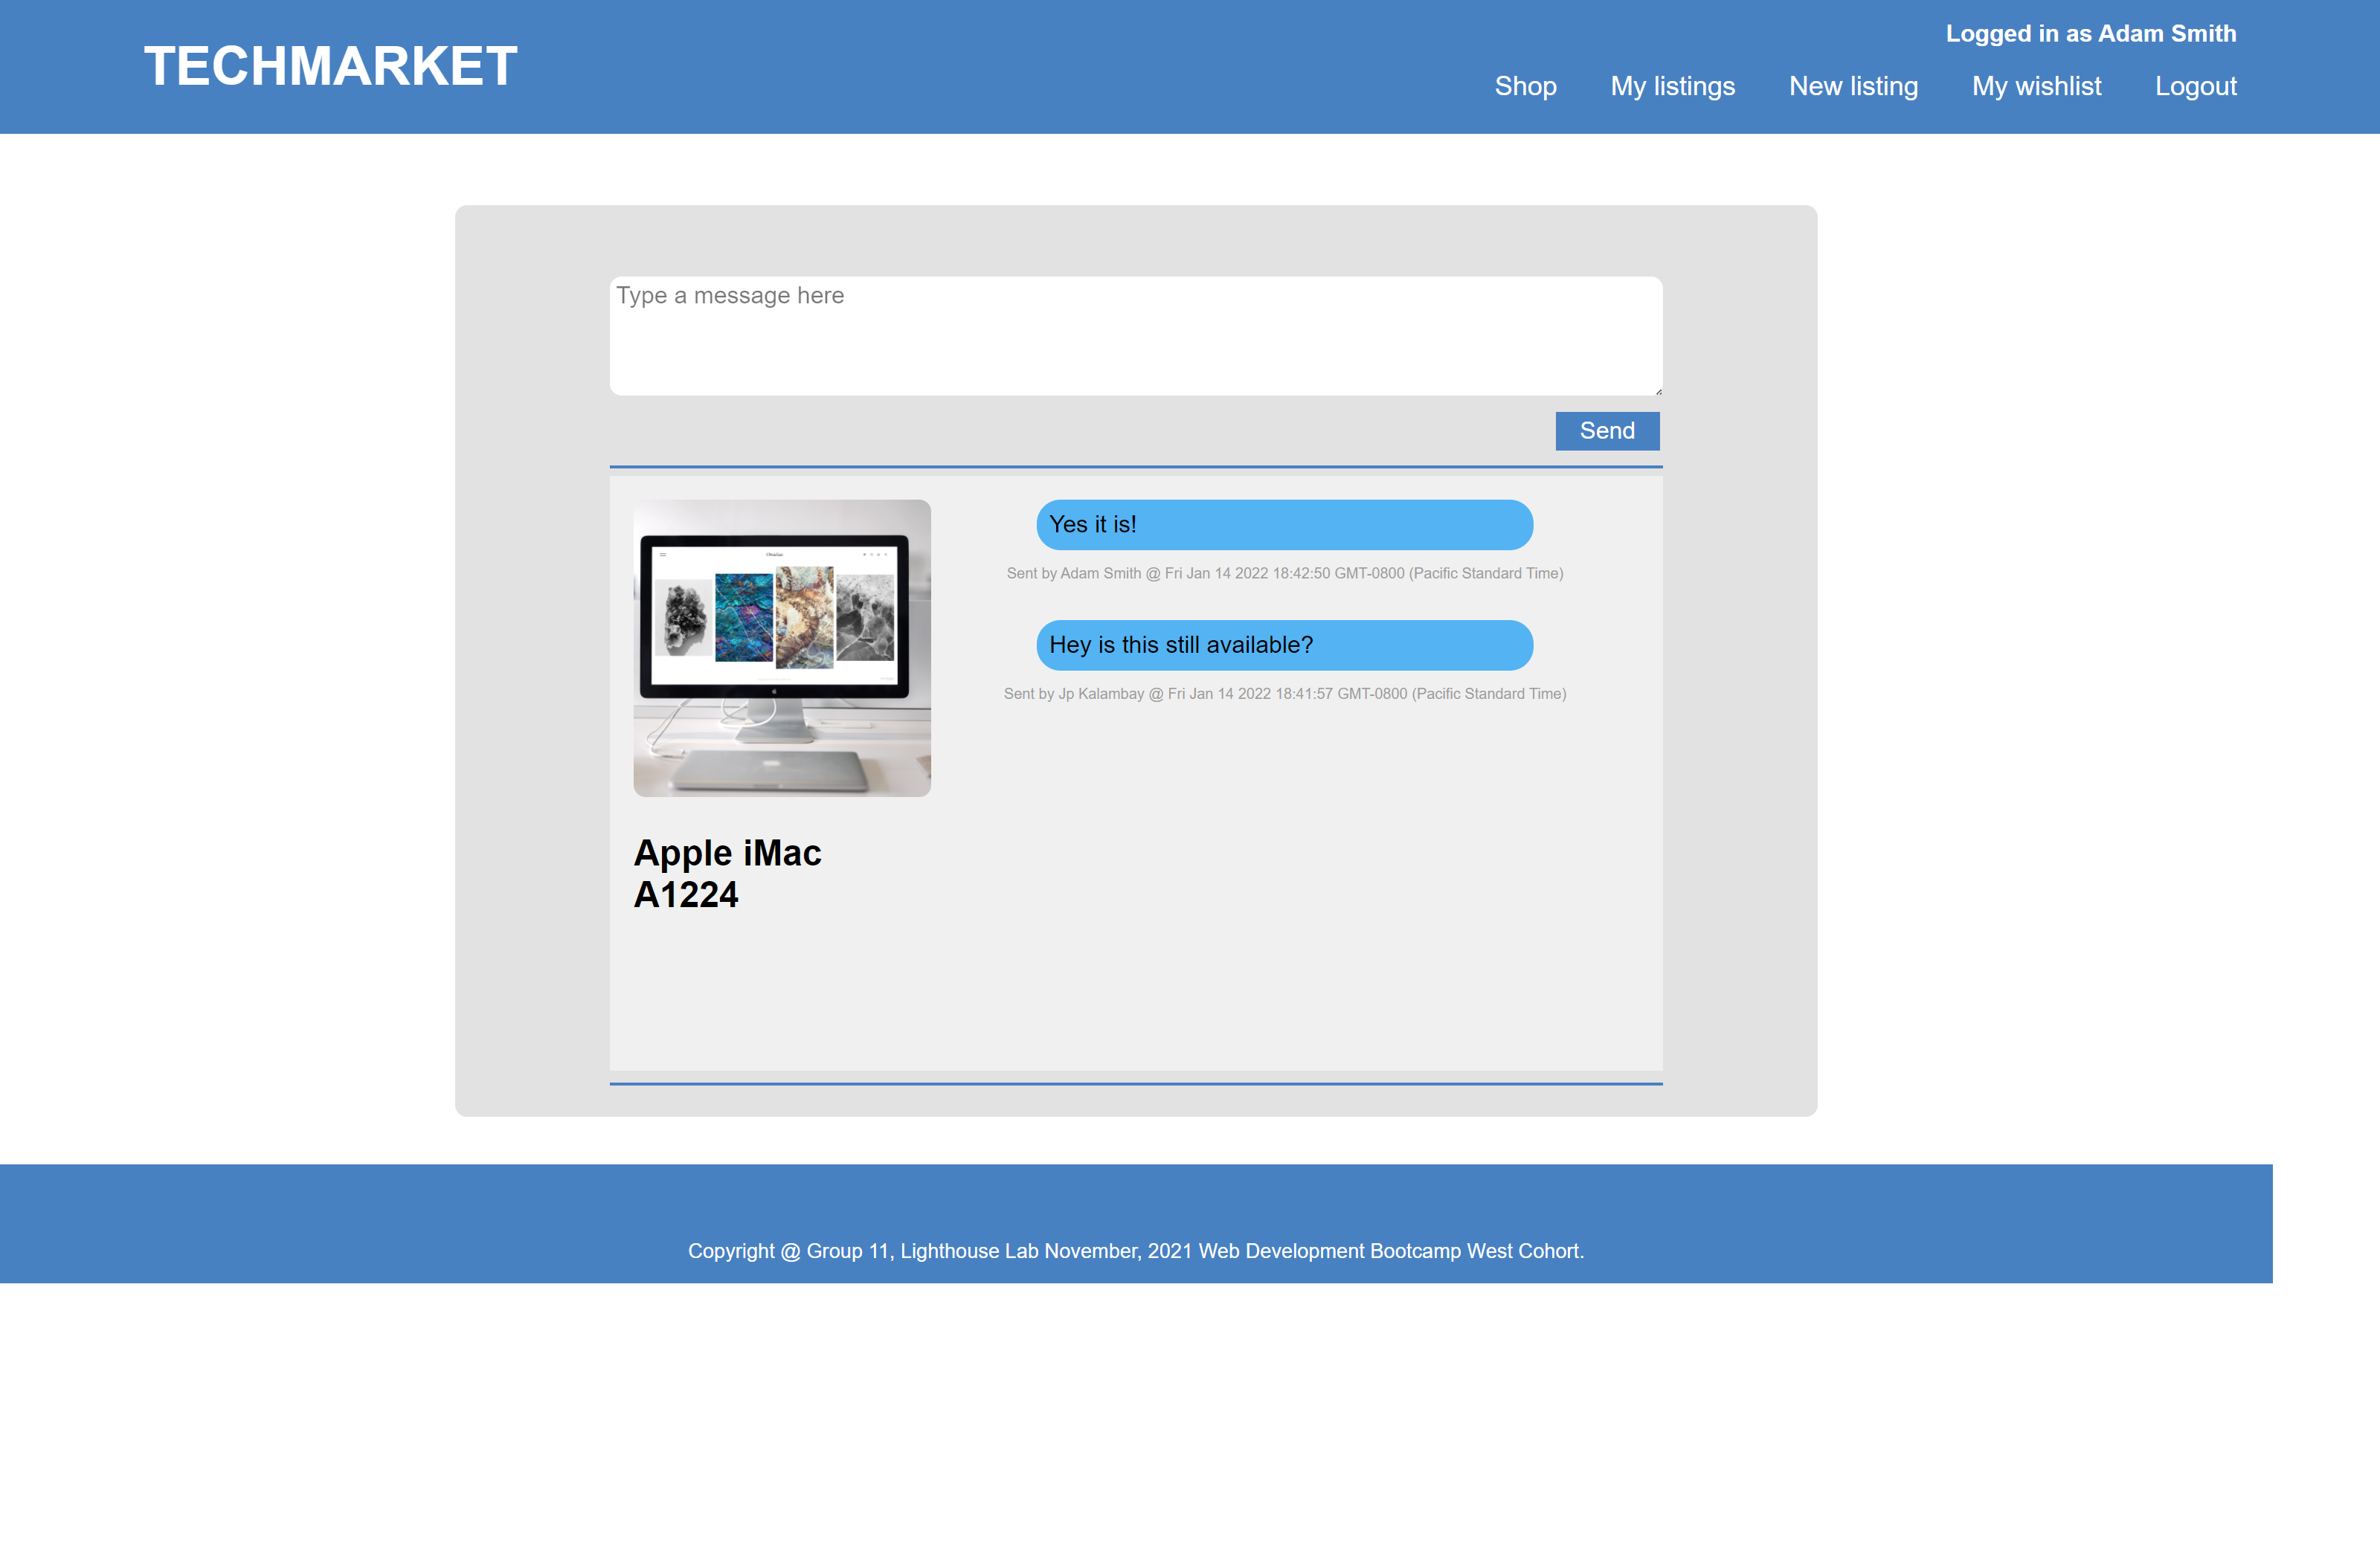 TECHMARKET
Logged in as Adam Smith
Shop My listings New listing My wishlist Logout
Type a message here
Send
Yes it is!
Sent by Adam Smith @ Fri Jan 14 2022 18:42:50 GMT-0800 (Pacific Standard Time)
Hey is this still available?
Sent by Jp Kalambay @ Fri Jan 14 2022 18:41:57 GMT-0800 (Pacific Standard Time)
Apple iMac
A1224
Copyright @ Group 11, Lighthouse Lab November, 2021 Web Development Bootcamp West Cohort.